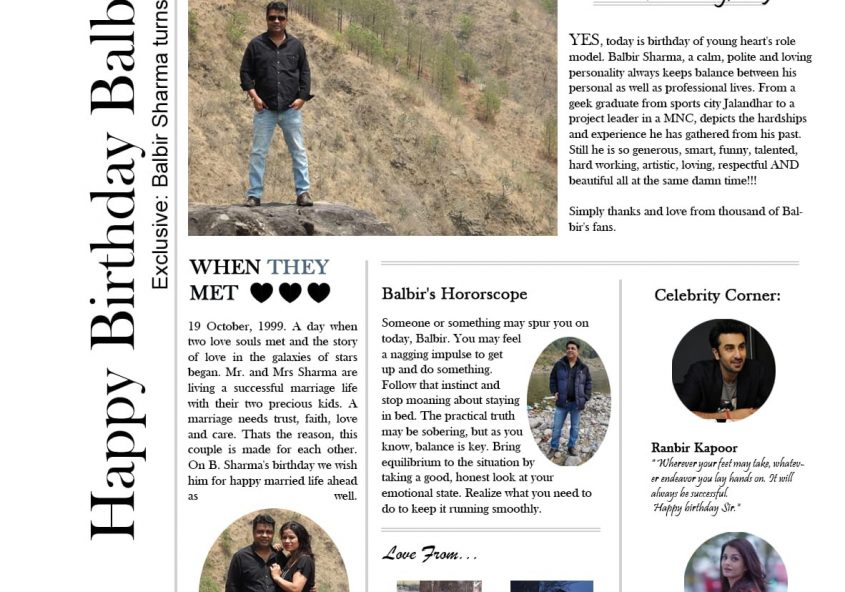 Happy Birthday Balb
Exclusive: Balbir Sharma turns
YES, today is birthday of young heart's role
model. Balbir Sharma, a calm, polite and loving
personality always keeps balance between his
personal as well as professional lives. From a
geek graduate from sports city Jalandhar to a
project leader in a MNC, depicts the hardships
and experience he has gathered from his past.
Still he is so generous, smart, funny, talented,
hard working, artistic, loving, respectful AND
beautiful all at the same damn time!!!
Simply thanks and love from thousand of Bal-
bir's fans.
WHEN THEY
MET
19 October, 1999. A day when
two love souls met and the story
of love in the galaxies of stars
began. Mr. and Mrs Sharma are
living a successful marriage life
with their two precious kids. A
marriage needs trust, faith, love
and care. Thats the reason, this
couple is made for each other.
On B. Sharma's birthday we wish
him for happy married life ahead
as well.
Balbir's Hororscope
Someone or something may spur you on
today, Balbir. You may feel
a nagging impulse to get
up and do something.
Follow that instinct and
stop moaning about staying
in bed. The practical truth
may be sobering, but as you
know, balance is key. Bring
equilibrium to the situation by
taking a good, honest look at your
emotional state. Realize what you need to
do to keep it running smoothly.
Love From...
Celebrity Corner:
Ranbir Kapoor
"Wherever your feet may take, whatev-
er endeavor you lay hands on. It will
always be successful.
Happy birthday Sir."